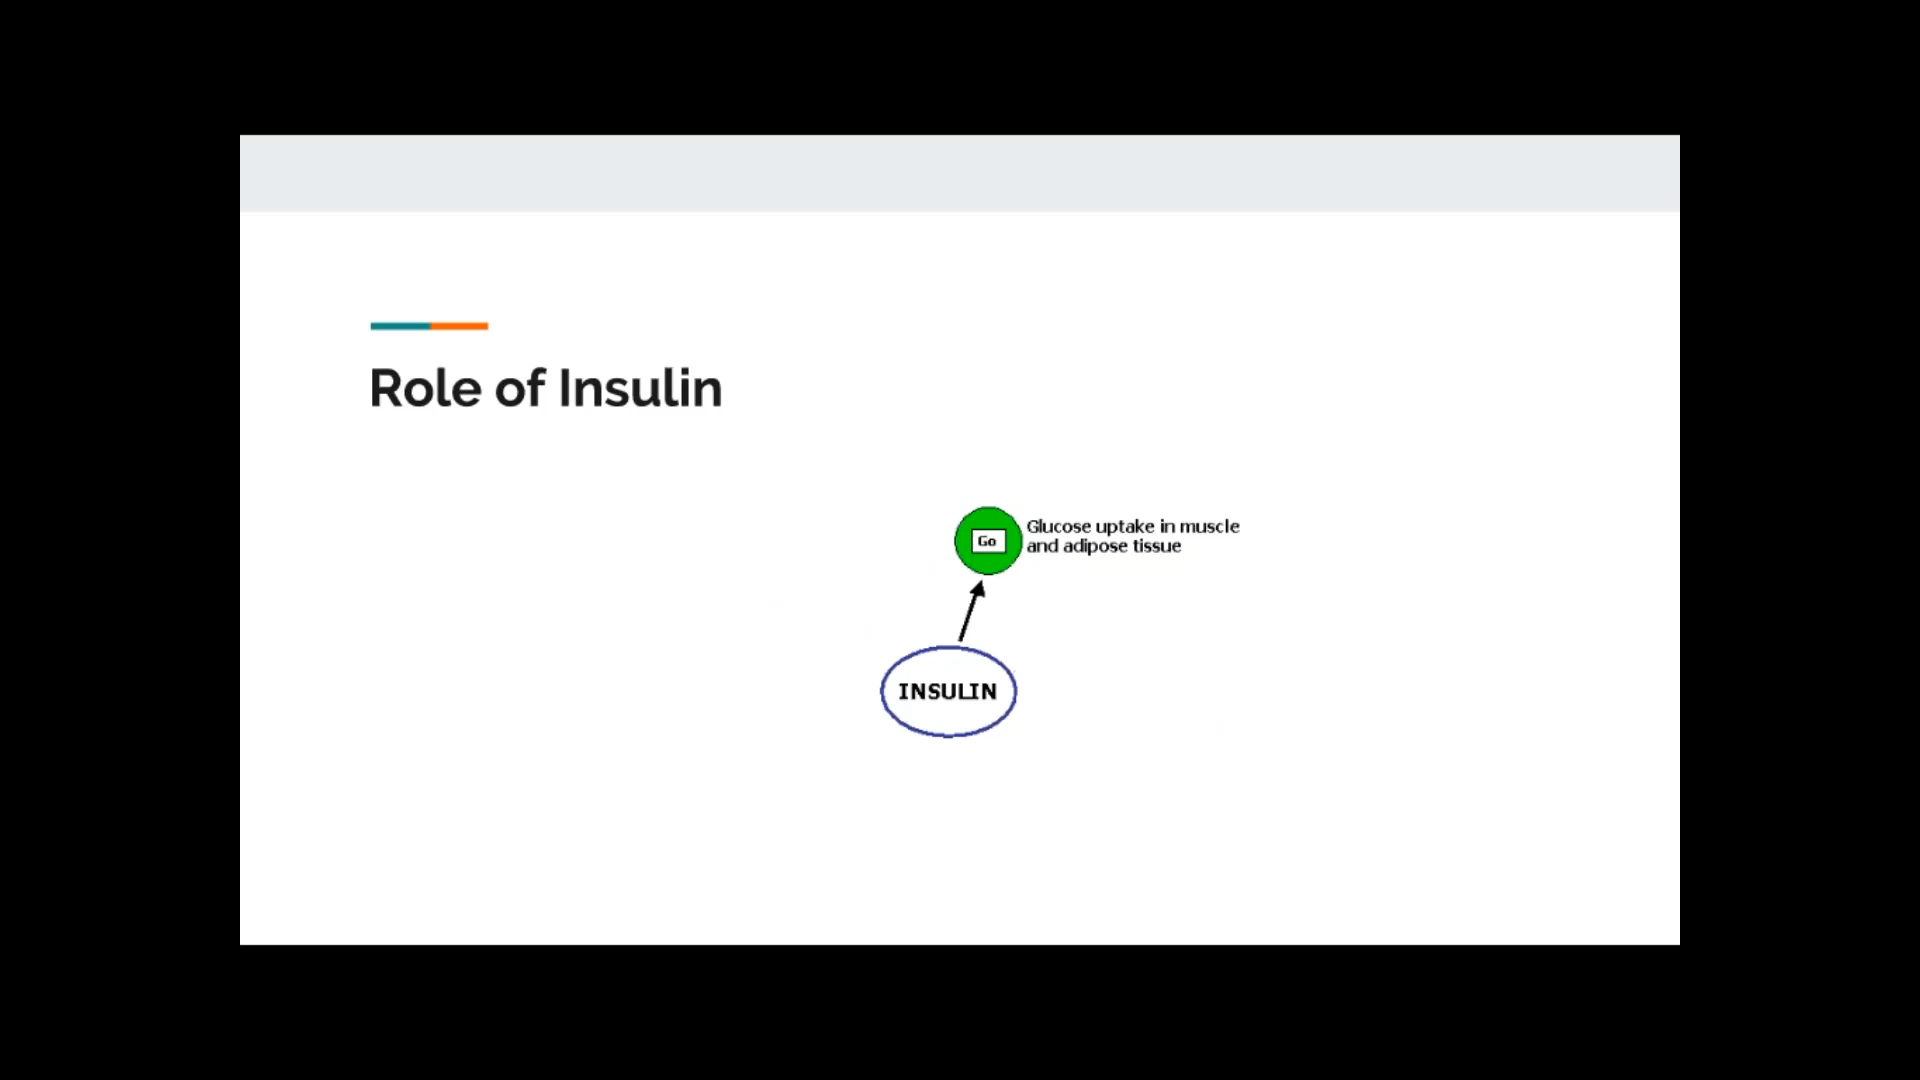 Role of Insulin
Go
Glucose uptake in muscle
and adipose tissue
INSULIN